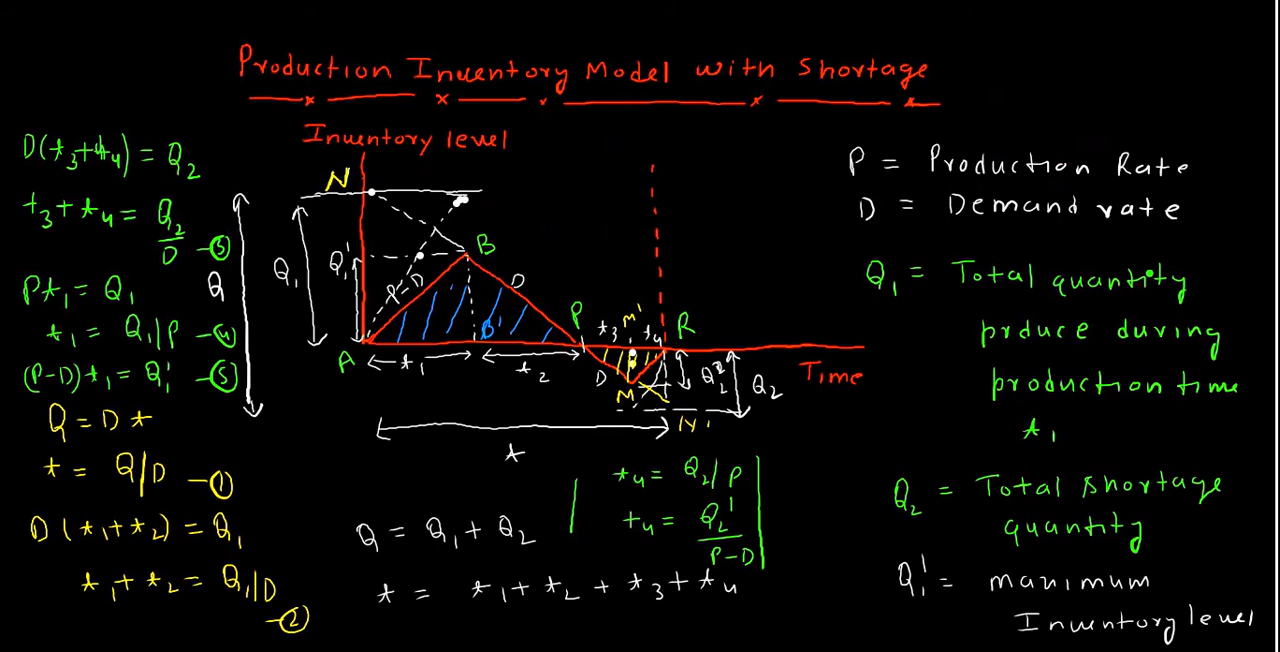 Production Inventory Model with Shortage
Inventory level
D(t3+t4) = Q2
t3+t4 = Q2/D -③
Pt1 = Q1
t1 = Q1/P -④
(P-D)t1 = Q1' -⑤
Q = Dt
t = Q/D -①
D(t1+t2) = Q1
t1+t2 = Q1/D
-②
N
Q
Q1
Q1'
B
P-D
D
A
B'
P
t3
M'
t4
R
t1
t2
D
M
Q2'
Q2
Time
t
t4 = Q2/P
t4 = Q2'/P-D
Q = Q1 + Q2
t = t1+t2+t3+t4
P = Production Rate
D = Demand rate
Q1 = Total quantity
prduce during
production time
t1
Q2 = Total shortage
quantity
Q1' = manimum
Inventory level